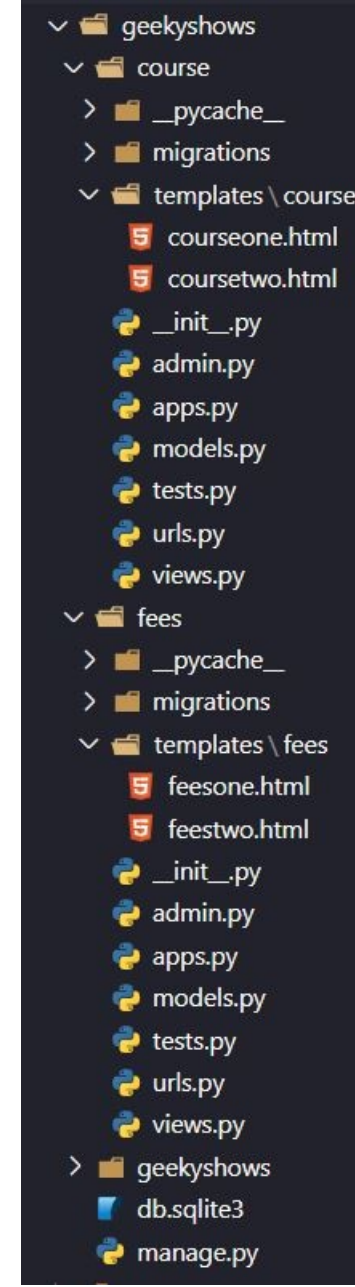 geekyshows
course
__pycache__
migrations
templates \ course
courseone.html
coursetwo.html
__init__.py
admin.py
apps.py
models.py
tests.py
urls.py
views.py
fees
__pycache__
migrations
templates \ fees
feesone.html
feestwo.html
__init__.py
admin.py
apps.py
models.py
tests.py
urls.py
views.py
geekyshows
db.sqlite3
manage.py